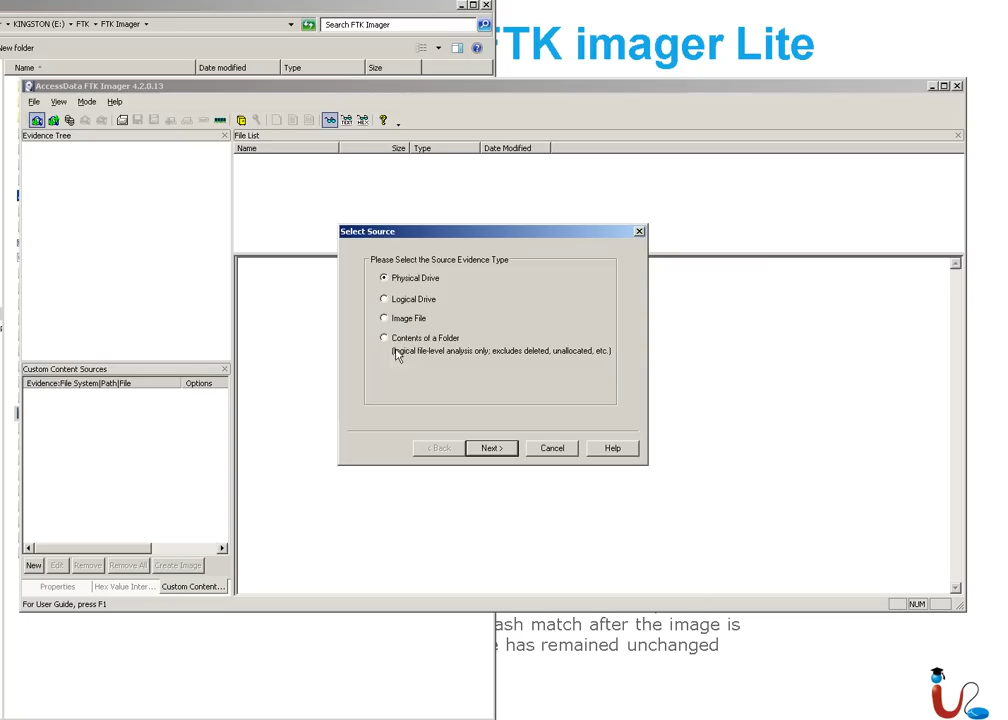 KINGSTON (E:) ▸ FTK ▸ FTK Imager
Search FTK Imager
New folder
Name
Date modified
Type
Size
FTK imager Lite
AccessData FTK Imager 4.2.0.13
File View Mode Help
Evidence Tree
File List
Name
Size
Type
Date Modified
Select Source
Please Select the Source Evidence Type
Physical Drive
Logical Drive
Image File
Contents of a Folder
(logical file-level analysis only; excludes deleted, unallocated, etc.)
< Back
Next >
Cancel
Help
Custom Content Sources
Evidence:File System|Path|File
Options
New
Edit
Remove
Remove All
Create Image
Properties
Hex Value Inter...
Custom Content...
For User Guide, press F1
NUM
ash match after the image is
e has remained unchanged